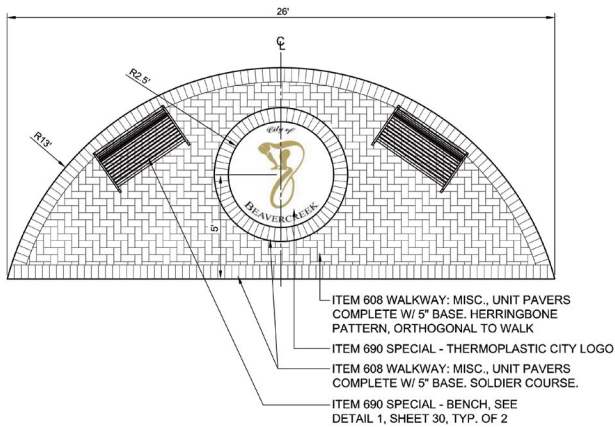 26'
℄
R2.5'
R13'
City of
BEAVERCREEK
5'
ITEM 608 WALKWAY: MISC., UNIT PAVERS
COMPLETE W/ 5" BASE. HERRINGBONE
PATTERN, ORTHOGONAL TO WALK
ITEM 690 SPECIAL - THERMOPLASTIC CITY LOGO
ITEM 608 WALKWAY: MISC., UNIT PAVERS
COMPLETE W/ 5" BASE. SOLDIER COURSE.
ITEM 690 SPECIAL - BENCH, SEE
DETAIL 1, SHEET 30, TYP. OF 2